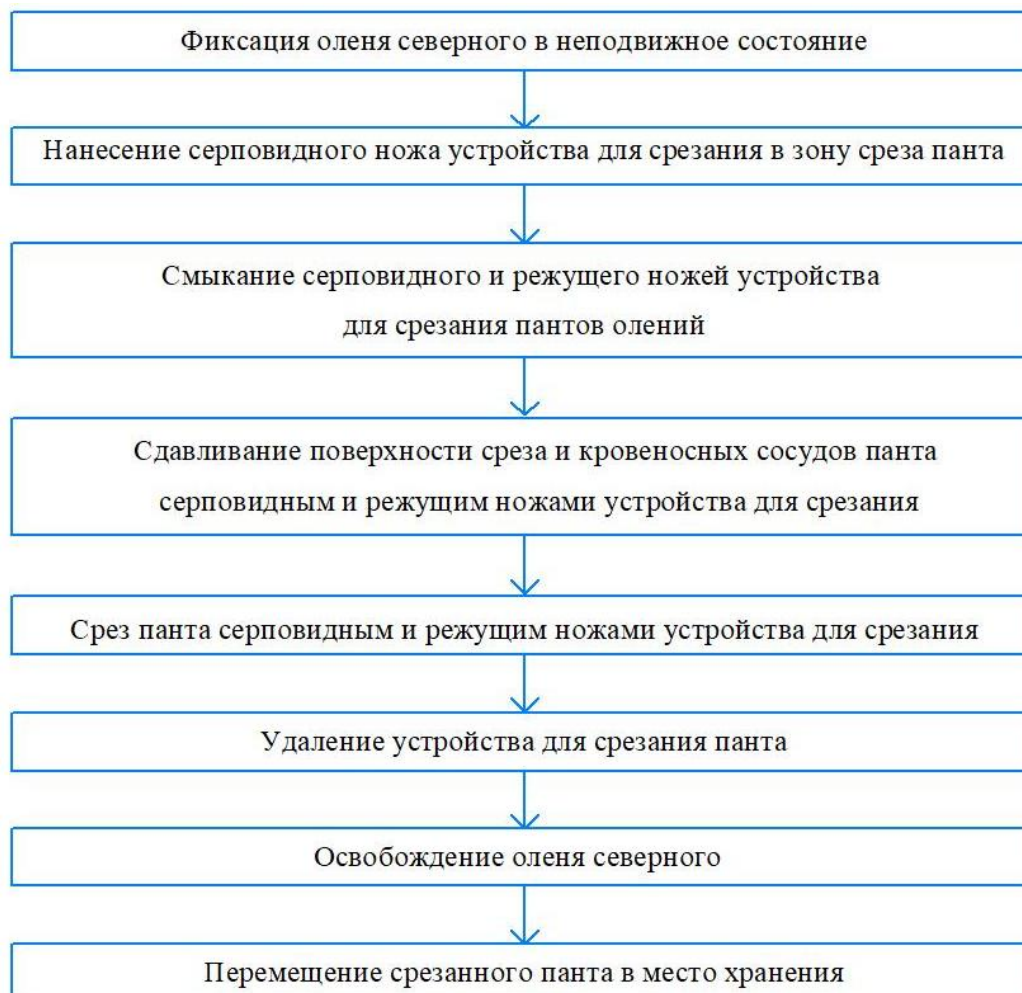 Фиксация оленя северного в неподвижное состояние
Нанесение серповидного ножа устройства для срезания в зону среза панта
Смыкание серповидного и режущего ножей устройства
для срезания пантов олений
Сдавливание поверхности среза и кровеносных сосудов панта
серповидным и режущим ножами устройства для срезания
Срез панта серповидным и режущим ножами устройства для срезания
Удаление устройства для срезания панта
Освобождение оленя северного
Перемещение срезанного панта в место хранения